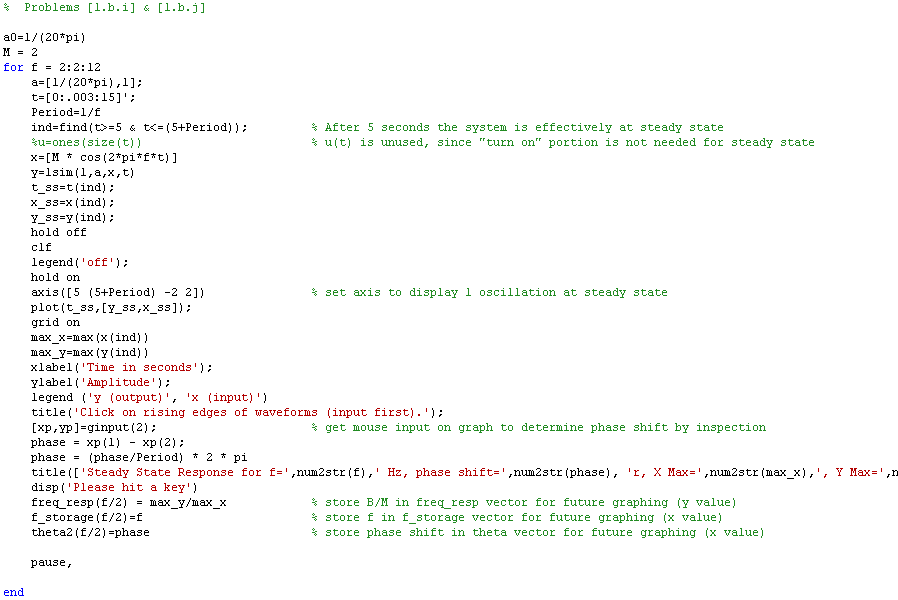 %  Problems [1.b.i] & [1.b.j]

a0=1/(20*pi)
M = 2
for f = 2:2:12
    a=[1/(20*pi),1];
    t=[0:.003:15]';
    Period=1/f
    ind=find(t>=5 & t<=(5+Period));         % After 5 seconds the system is effectively at steady state
    %u=ones(size(t))                        % u(t) is unused, since "turn on" portion is not needed for steady state
    x=[M * cos(2*pi*f*t)]
    y=lsim(1,a,x,t)
    t_ss=t(ind);
    x_ss=x(ind);
    y_ss=y(ind);
    hold off
    clf
    legend('off');
    hold on
    axis([5 (5+Period) -2 2])               % set axis to display 1 oscillation at steady state
    plot(t_ss,[y_ss,x_ss]);
    grid on
    max_x=max(x(ind))
    max_y=max(y(ind))
    xlabel('Time in seconds');
    ylabel('Amplitude');
    legend ('y (output)', 'x (input)')
    title('Click on rising edges of waveforms (input first).');
    [xp,yp]=ginput(2);                      % get mouse input on graph to determine phase shift by inspection
    phase = xp(1) - xp(2);
    phase = (phase/Period) * 2 * pi
    title(['Steady State Response for f=',num2str(f),' Hz, phase shift=',num2str(phase), 'r, X Max=',num2str(max_x),', Y Max=',n
    disp('Please hit a key')
    freq_resp(f/2) = max_y/max_x            % store B/M in freq_resp vector for future graphing (y value)
    f_storage(f/2)=f                        % store f in f_storage vector for future graphing (x value)
    theta2(f/2)=phase                       % store phase shift in theta vector for future graphing (x value)

    pause,

end